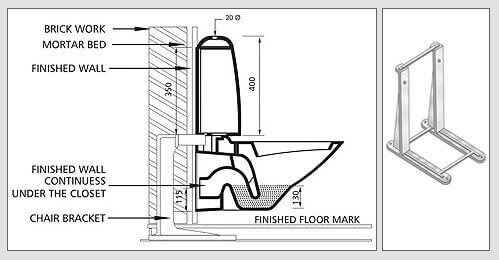 20 Ø
BRICK WORK
MORTAR BED
FINISHED WALL
350
400
FINISHED WALL
CONTINUESS
UNDER THE CLOSET
115
130
CHAIR BRACKET
FINISHED FLOOR MARK